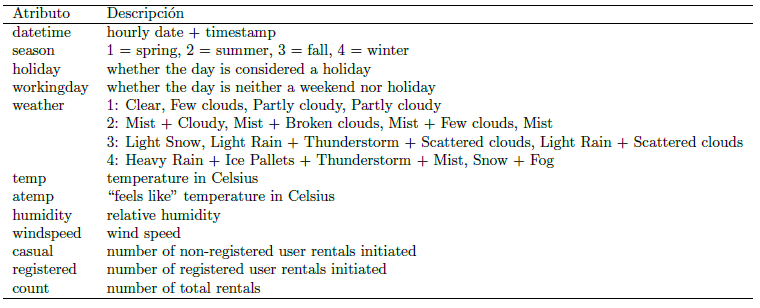 Atributo Descripción
datetime hourly date + timestamp
season 1 = spring, 2 = summer, 3 = fall, 4 = winter
holiday whether the day is considered a holiday
workingday whether the day is neither a weekend nor holiday
weather 1: Clear, Few clouds, Partly cloudy, Partly cloudy
2: Mist + Cloudy, Mist + Broken clouds, Mist + Few clouds, Mist
3: Light Snow, Light Rain + Thunderstorm + Scattered clouds, Light Rain + Scattered clouds
4: Heavy Rain + Ice Pallets + Thunderstorm + Mist, Snow + Fog
temp temperature in Celsius
atemp “feels like” temperature in Celsius
humidity relative humidity
windspeed wind speed
casual number of non-registered user rentals initiated
registered number of registered user rentals initiated
count number of total rentals